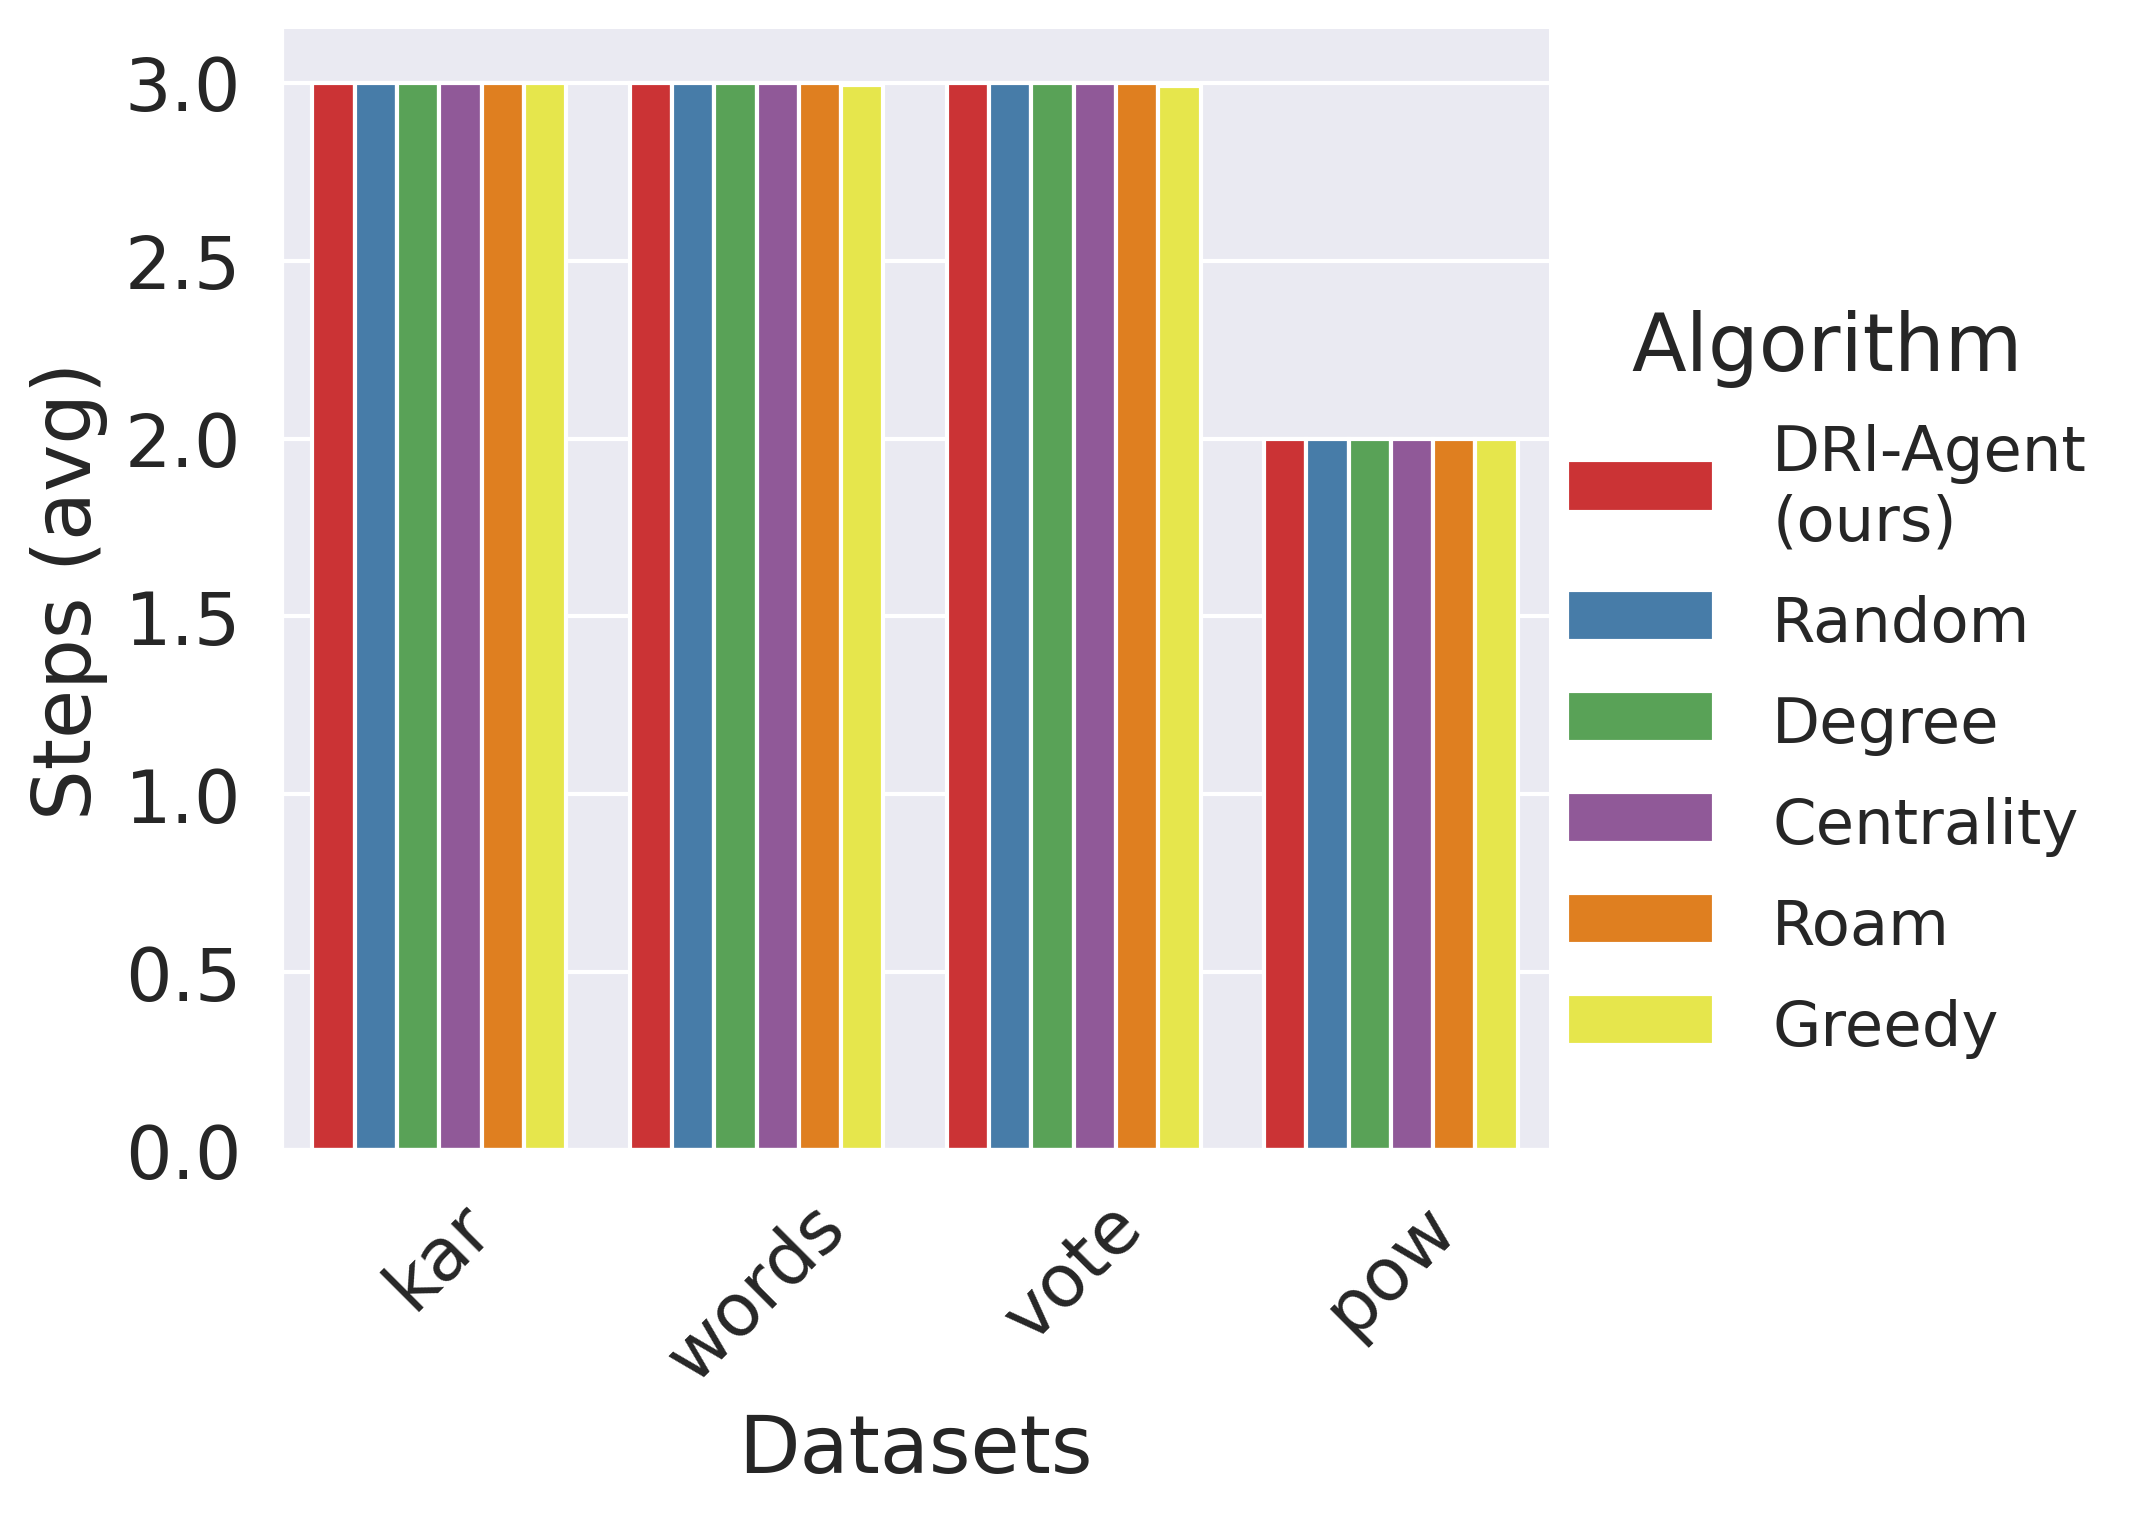 3.0
2.5
2.0
1.5
1.0
0.5
0.0
Steps (avg)
kar
words
vote
pow
Datasets
Algorithm
DRl-Agent
(ours)
Random
Degree
Centrality
Roam
Greedy